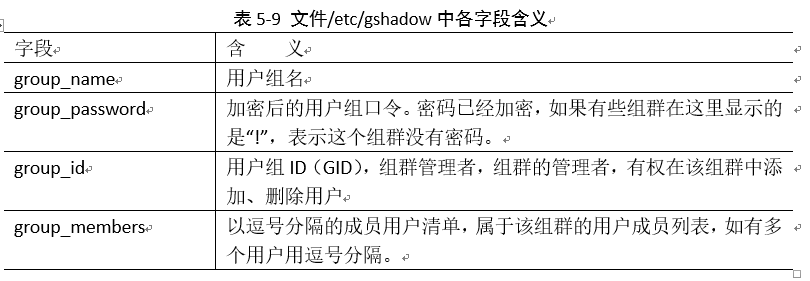 表 5-9 文件/etc/gshadow 中各字段含义
字段 含 义
group_name 用户组名
group_password 加密后的用户组口令。密码已经加密，如果有些组群在这里显示的
是“!”，表示这个组群没有密码。
group_id 用户组 ID（GID），组群管理者，组群的管理者，有权在该组群中添
加、删除用户
group_members 以逗号分隔的成员用户清单，属于该组群的用户成员列表，如有多
个用户用逗号分隔。